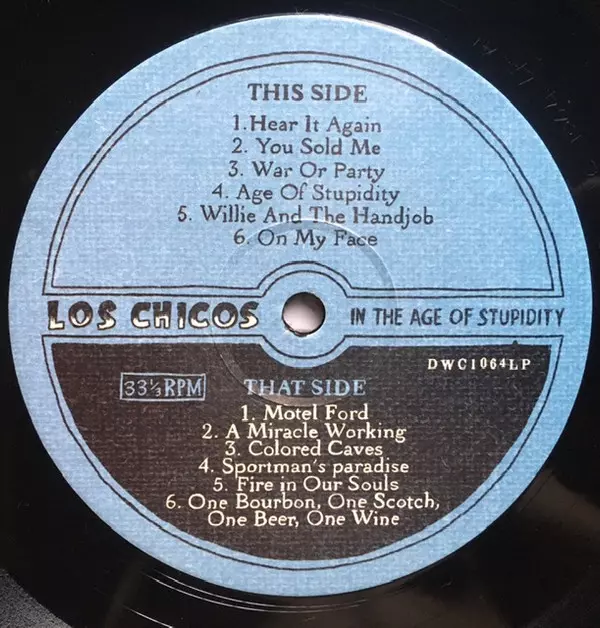 THIS SIDE
1.Hear It Again
2. You Sold Me
3. War Or Party
4. Age Of Stupidity
5. Willie And The Handjob
6. On My Face
LOS CHICOS
IN THE AGE OF STUPIDITY
DWC1064LP
33⅓ RPM
THAT SIDE
1. Motel Ford
2. A Miracle Working
3. Colored Caves
4. Sportman's paradise
5. Fire in Our Souls
6. One Bourbon, One Scotch,
One Beer, One Wine